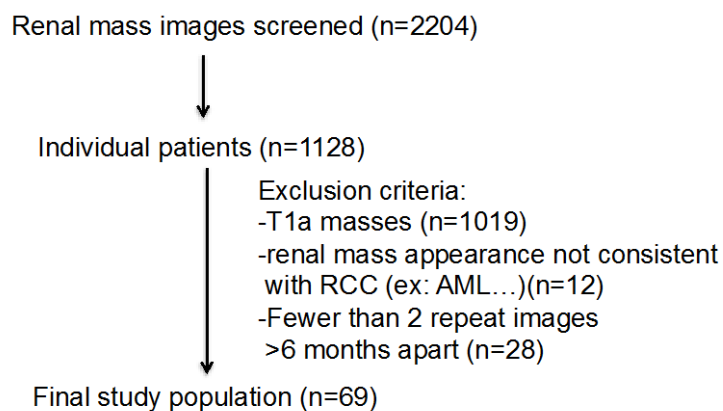 Renal mass images screened (n=2204)
Individual patients (n=1128)
Exclusion criteria:
-T1a masses (n=1019)
-renal mass appearance not consistent
with RCC (ex: AML…)(n=12)
-Fewer than 2 repeat images
>6 months apart (n=28)
Final study population (n=69)